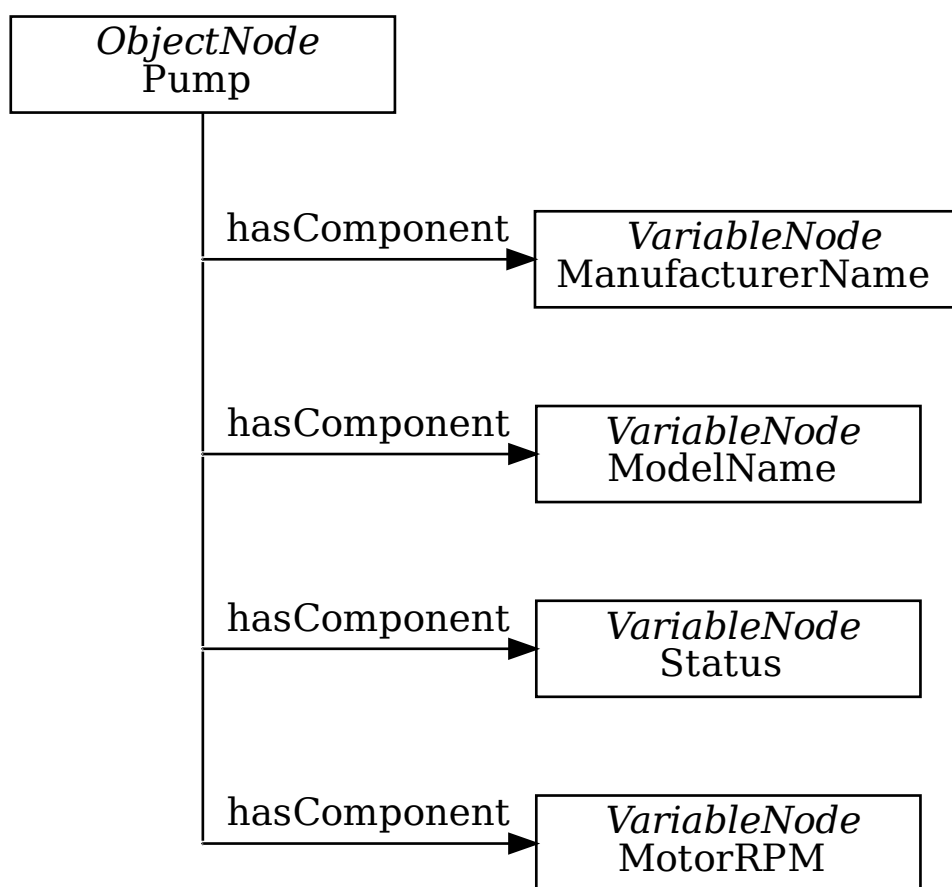 ObjectNode
Pump
hasComponent
VariableNode
ManufacturerName
hasComponent
VariableNode
ModelName
hasComponent
VariableNode
Status
hasComponent
VariableNode
MotorRPM